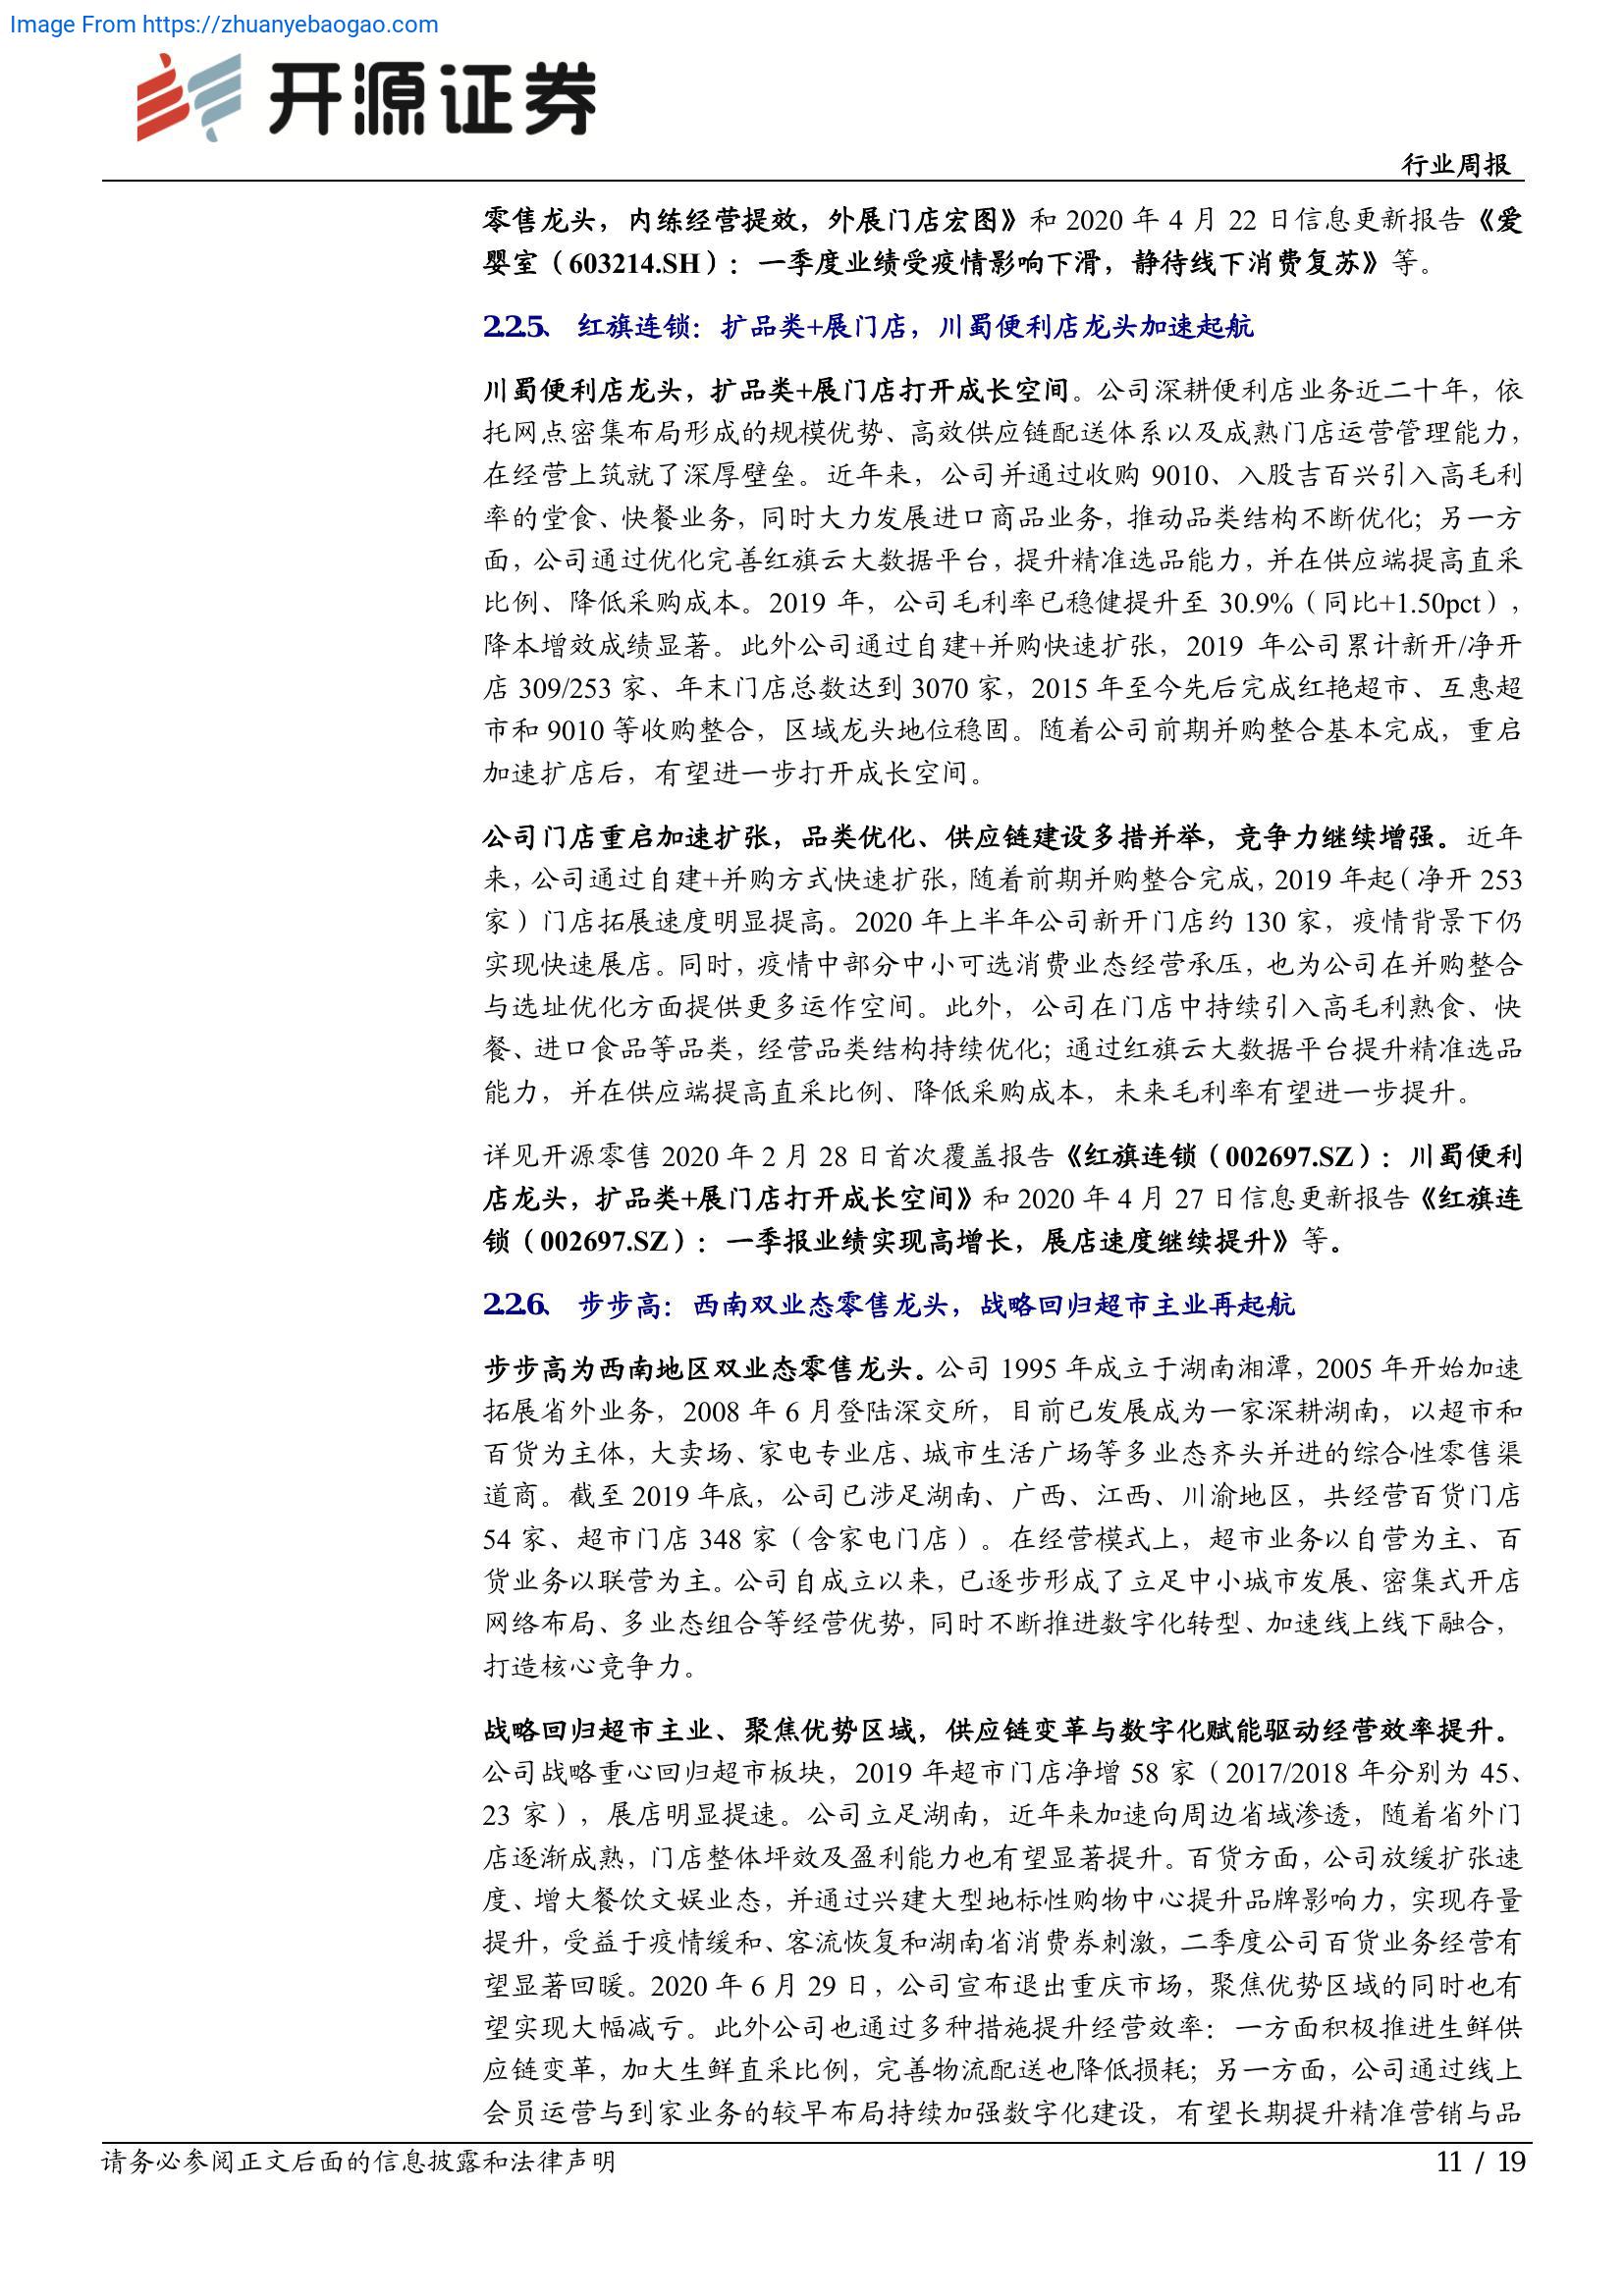 Image From https://zhuanyebaogao.com
开源证券
行业周报
零售龙头，内练经营提效，外展门店宏图》和 2020 年 4 月 22 日信息更新报告《爱
婴室（603214.SH）：一季度业绩受疫情影响下滑，静待线下消费复苏》等。
2.2.5、 红旗连锁：扩品类+展门店，川蜀便利店龙头加速起航
川蜀便利店龙头，扩品类+展门店打开成长空间。公司深耕便利店业务近二十年，依
托网点密集布局形成的规模优势、高效供应链配送体系以及成熟门店运营管理能力，
在经营上筑就了深厚壁垒。近年来，公司并通过收购 9010、入股吉百兴引入高毛利
率的堂食、快餐业务，同时大力发展进口商品业务，推动品类结构不断优化；另一方
面，公司通过优化完善红旗云大数据平台，提升精准选品能力，并在供应端提高直采
比例、降低采购成本。2019 年，公司毛利率已稳健提升至 30.9%（同比+1.50pct），
降本增效成绩显著。此外公司通过自建+并购快速扩张，2019 年公司累计新开/净开
店 309/253 家、年末门店总数达到 3070 家，2015 年至今先后完成红艳超市、互惠超
市和 9010 等收购整合，区域龙头地位稳固。随着公司前期并购整合基本完成，重启
加速扩店后，有望进一步打开成长空间。
公司门店重启加速扩张，品类优化、供应链建设多措并举，竞争力继续增强。近年
来，公司通过自建+并购方式快速扩张，随着前期并购整合完成，2019 年起（净开 253
家）门店拓展速度明显提高。2020 年上半年公司新开门店约 130 家，疫情背景下仍
实现快速展店。同时，疫情中部分中小可选消费业态经营承压，也为公司在并购整合
与选址优化方面提供更多运作空间。此外，公司在门店中持续引入高毛利熟食、快
餐、进口食品等品类，经营品类结构持续优化；通过红旗云大数据平台提升精准选品
能力，并在供应端提高直采比例、降低采购成本，未来毛利率有望进一步提升。
详见开源零售 2020 年 2 月 28 日首次覆盖报告《红旗连锁（002697.SZ）：川蜀便利
店龙头，扩品类+展门店打开成长空间》和 2020 年 4 月 27 日信息更新报告《红旗连
锁（002697.SZ）：一季报业绩实现高增长，展店速度继续提升》等。
2.2.6、 步步高：西南双业态零售龙头，战略回归超市主业再起航
步步高为西南地区双业态零售龙头。公司 1995 年成立于湖南湘潭，2005 年开始加速
拓展省外业务，2008 年 6 月登陆深交所，目前已发展成为一家深耕湖南，以超市和
百货为主体，大卖场、家电专业店、城市生活广场等多业态齐头并进的综合性零售渠
道商。截至 2019 年底，公司已涉足湖南、广西、江西、川渝地区，共经营百货门店
54 家、超市门店 348 家（含家电门店）。在经营模式上，超市业务以自营为主、百
货业务以联营为主。公司自成立以来，已逐步形成了立足中小城市发展、密集式开店
网络布局、多业态组合等经营优势，同时不断推进数字化转型、加速线上线下融合，
打造核心竞争力。
战略回归超市主业、聚焦优势区域，供应链变革与数字化赋能驱动经营效率提升。
公司战略重心回归超市板块，2019 年超市门店净增 58 家（2017/2018 年分别为 45、
23 家），展店明显提速。公司立足湖南，近年来加速向周边省域渗透，随着省外门
店逐渐成熟，门店整体坪效及盈利能力也有望显著提升。百货方面，公司放缓扩张速
度、增大餐饮文娱业态，并通过兴建大型地标性购物中心提升品牌影响力，实现存量
提升，受益于疫情缓和、客流恢复和湖南省消费券刺激，二季度公司百货业务经营有
望显著回暖。2020 年 6 月 29 日，公司宣布退出重庆市场，聚焦优势区域的同时也有
望实现大幅减亏。此外公司也通过多种措施提升经营效率：一方面积极推进生鲜供
应链变革，加大生鲜直采比例，完善物流配送也降低损耗；另一方面，公司通过线上
会员运营与到家业务的较早布局持续加强数字化建设，有望长期提升精准营销与品
请务必参阅正文后面的信息披露和法律声明
11 / 19